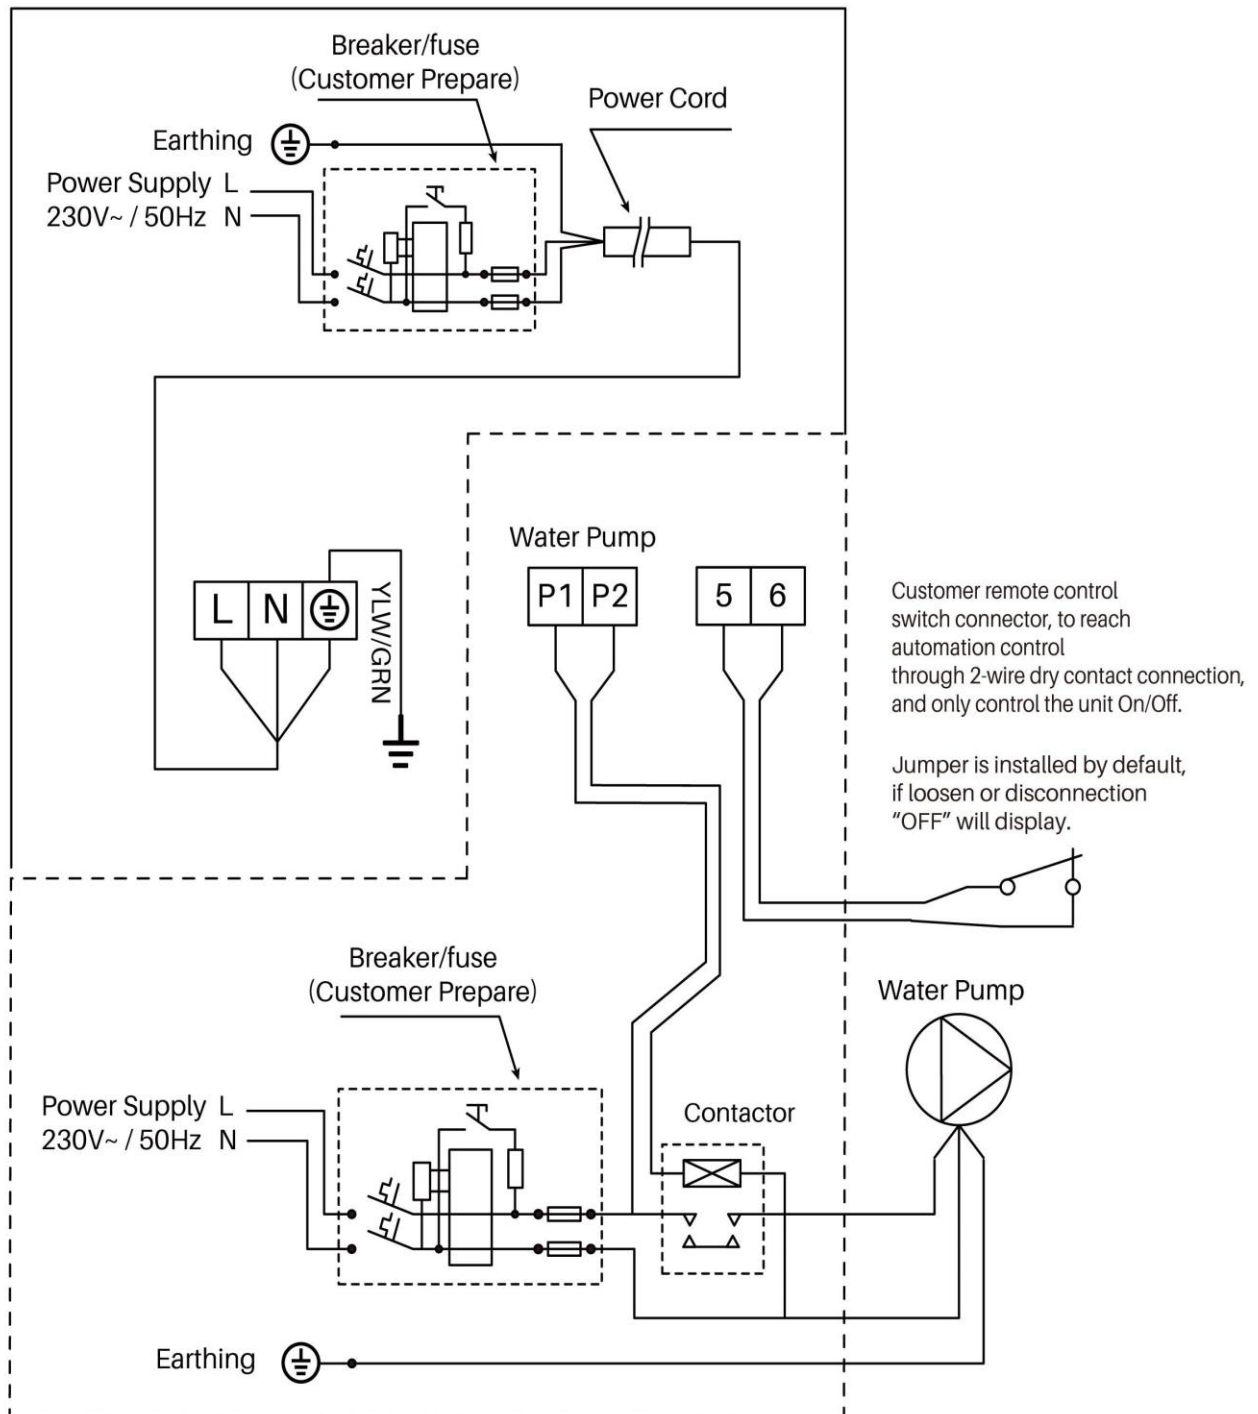 Breaker/fuse
(Customer Prepare)
Power Cord
Earthing
Power Supply L
230V~ / 50Hz N
Water Pump
L N
YLW/GRN
P1 P2
5 6
Customer remote control
switch connector, to reach
automation control
through 2-wire dry contact connection,
and only control the unit On/Off.
Jumper is installed by default,
if loosen or disconnection
"OFF" will display.
Breaker/fuse
(Customer Prepare)
Water Pump
Power Supply L
230V~ / 50Hz N
Contactor
Earthing